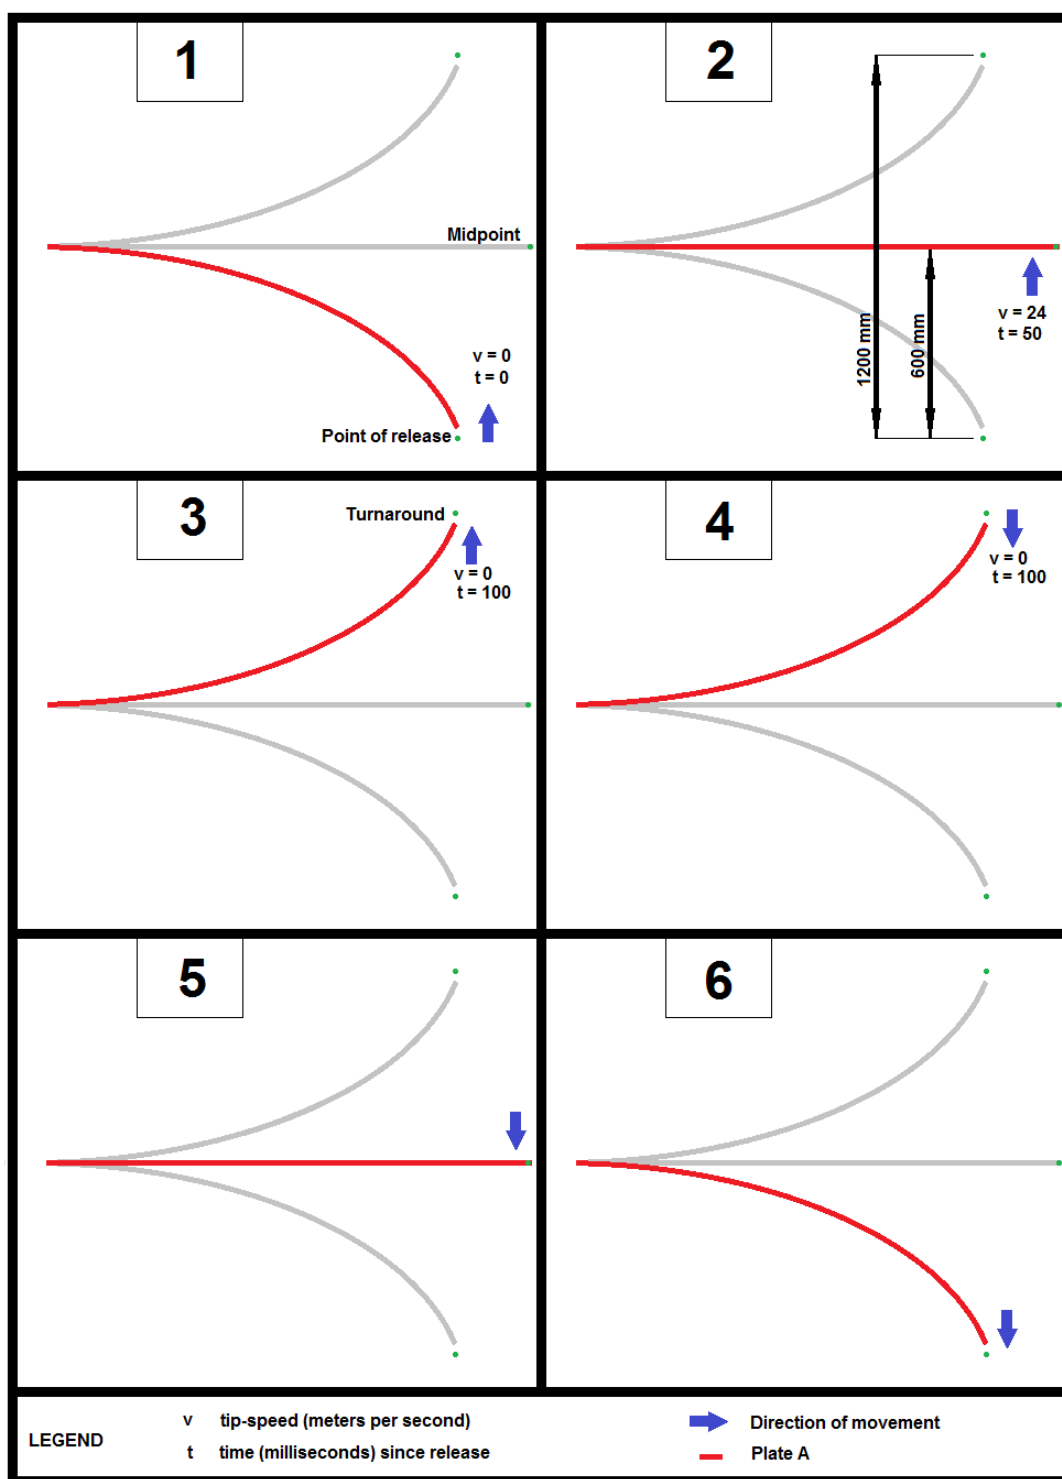 1
Midpoint
v = 0
t = 0
Point of release
2
1200 mm
600 mm
v = 24
t = 50
3
Turnaround
v = 0
t = 100
4
v = 0
t = 100
5
6
LEGEND
v tip-speed (meters per second)
t time (milliseconds) since release
Direction of movement
Plate A